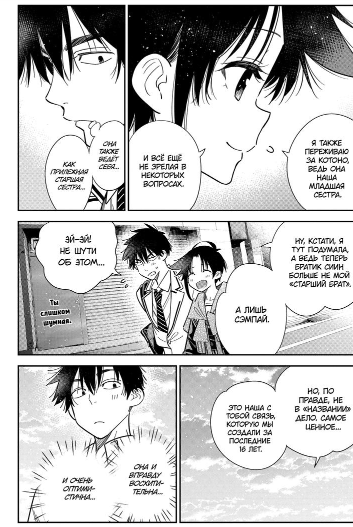 Я ТАКЖЕ
ПЕРЕЖИВАЮ
ЗА КОТОНО,
ВЕДЬ ОНА
НАША
МЛАДШАЯ
СЕСТРА.
И ВСЁ ЕЩЁ
НЕ ЗРЕЛАЯ В
НЕКОТОРЫХ
ВОПРОСАХ.
ОНА
ТАКЖЕ
ВЕДЁТ
СЕБЯ...
КАК
ПРИЛЕЖНАЯ
СТАРШАЯ
СЕСТРА...
НУ, КСТАТИ, Я
ТУТ ПОДУМАЛА,
А ВЕДЬ ТЕПЕРЬ
БРАТИК СИИН
БОЛЬШЕ НЕ МОЙ
«СТАРШИЙ БРАТ».
А ЛИШЬ
СЭМПАЙ.
ЭЙ-ЭЙ!
НЕ ШУТИ
ОБ ЭТОМ...
Ты
слишком
шумная.
НО, ПО
ПРАВДЕ, НЕ
В «НАЗВАНИИ»
ДЕЛО. САМОЕ
ЦЕННОЕ...
ЭТО НАША С
ТОБОЙ СВЯЗЬ,
КОТОРУЮ МЫ
СОЗДАЛИ ЗА
ПОСЛЕДНИЕ
16 ЛЕТ.
ОНА И
ВПРАВДУ
ВОСХИТИ-
ТЕЛЬНА...
И ОЧЕНЬ
ОПТИМИ-
СТИЧНА...